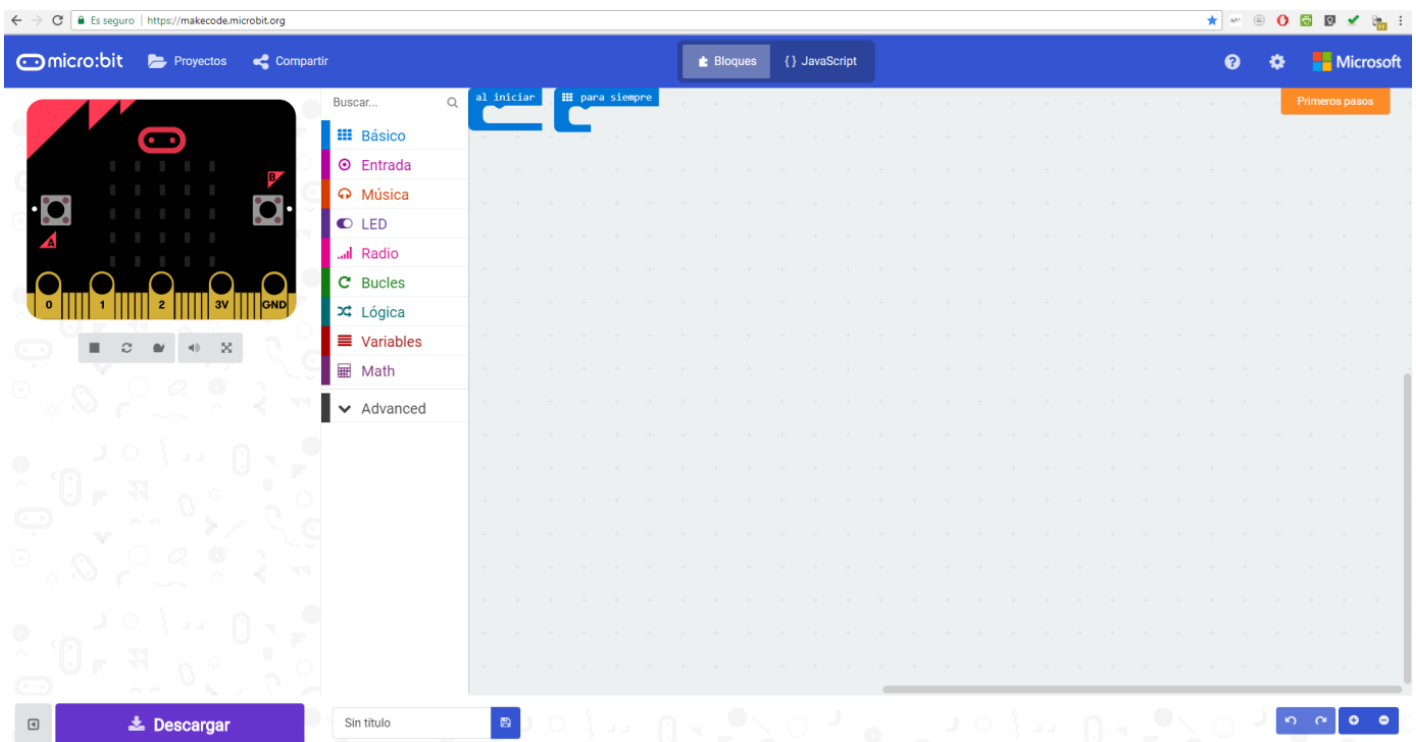 Es seguro | https://makecode.microbit.org
micro:bit Proyectos Compartir Bloques {} JavaScript ? Microsoft
Buscar... al iniciar para siempre Primeros pasos
Básico
Entrada
Música
LED
Radio
Bucles
Lógica
Variables
Math
Advanced
B
A
0 1 2 3V GND
Descargar Sin título